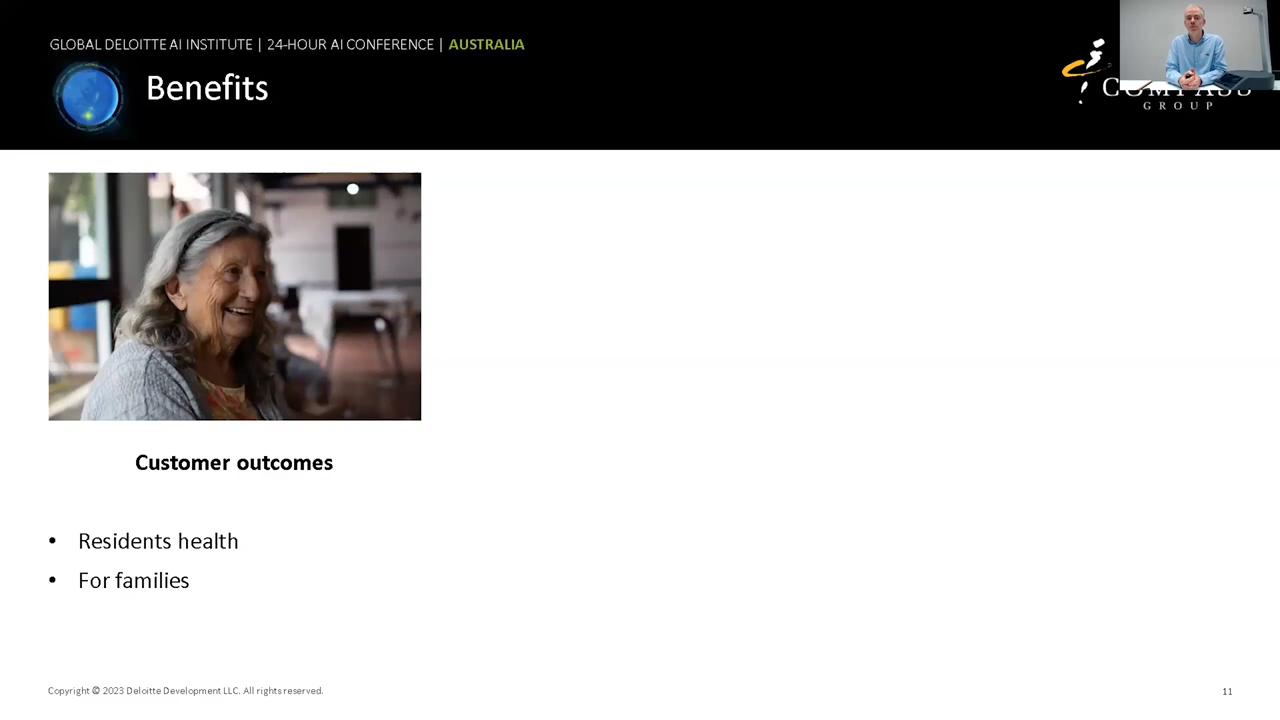 GLOBAL DELOITTE AI INSTITUTE | 24-HOUR AI CONFERENCE | AUSTRALIA
Benefits
GROUP
Customer outcomes
• Residents health
• For families
Copyright © 2023 Deloitte Development LLC. All rights reserved.
11